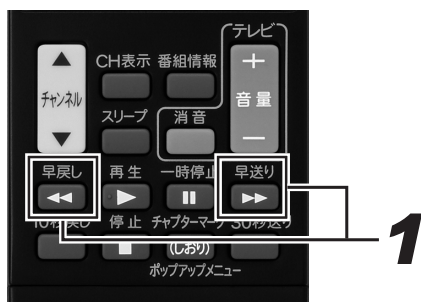 テレビ
CH表示 番組情報
チャンネル
音量
スリープ 消音
早戻し 再生 一時停止 早送り
10秒戻し 停止 チャプターマーク 30秒送り
(しおり)
ポップアップメニュー
1